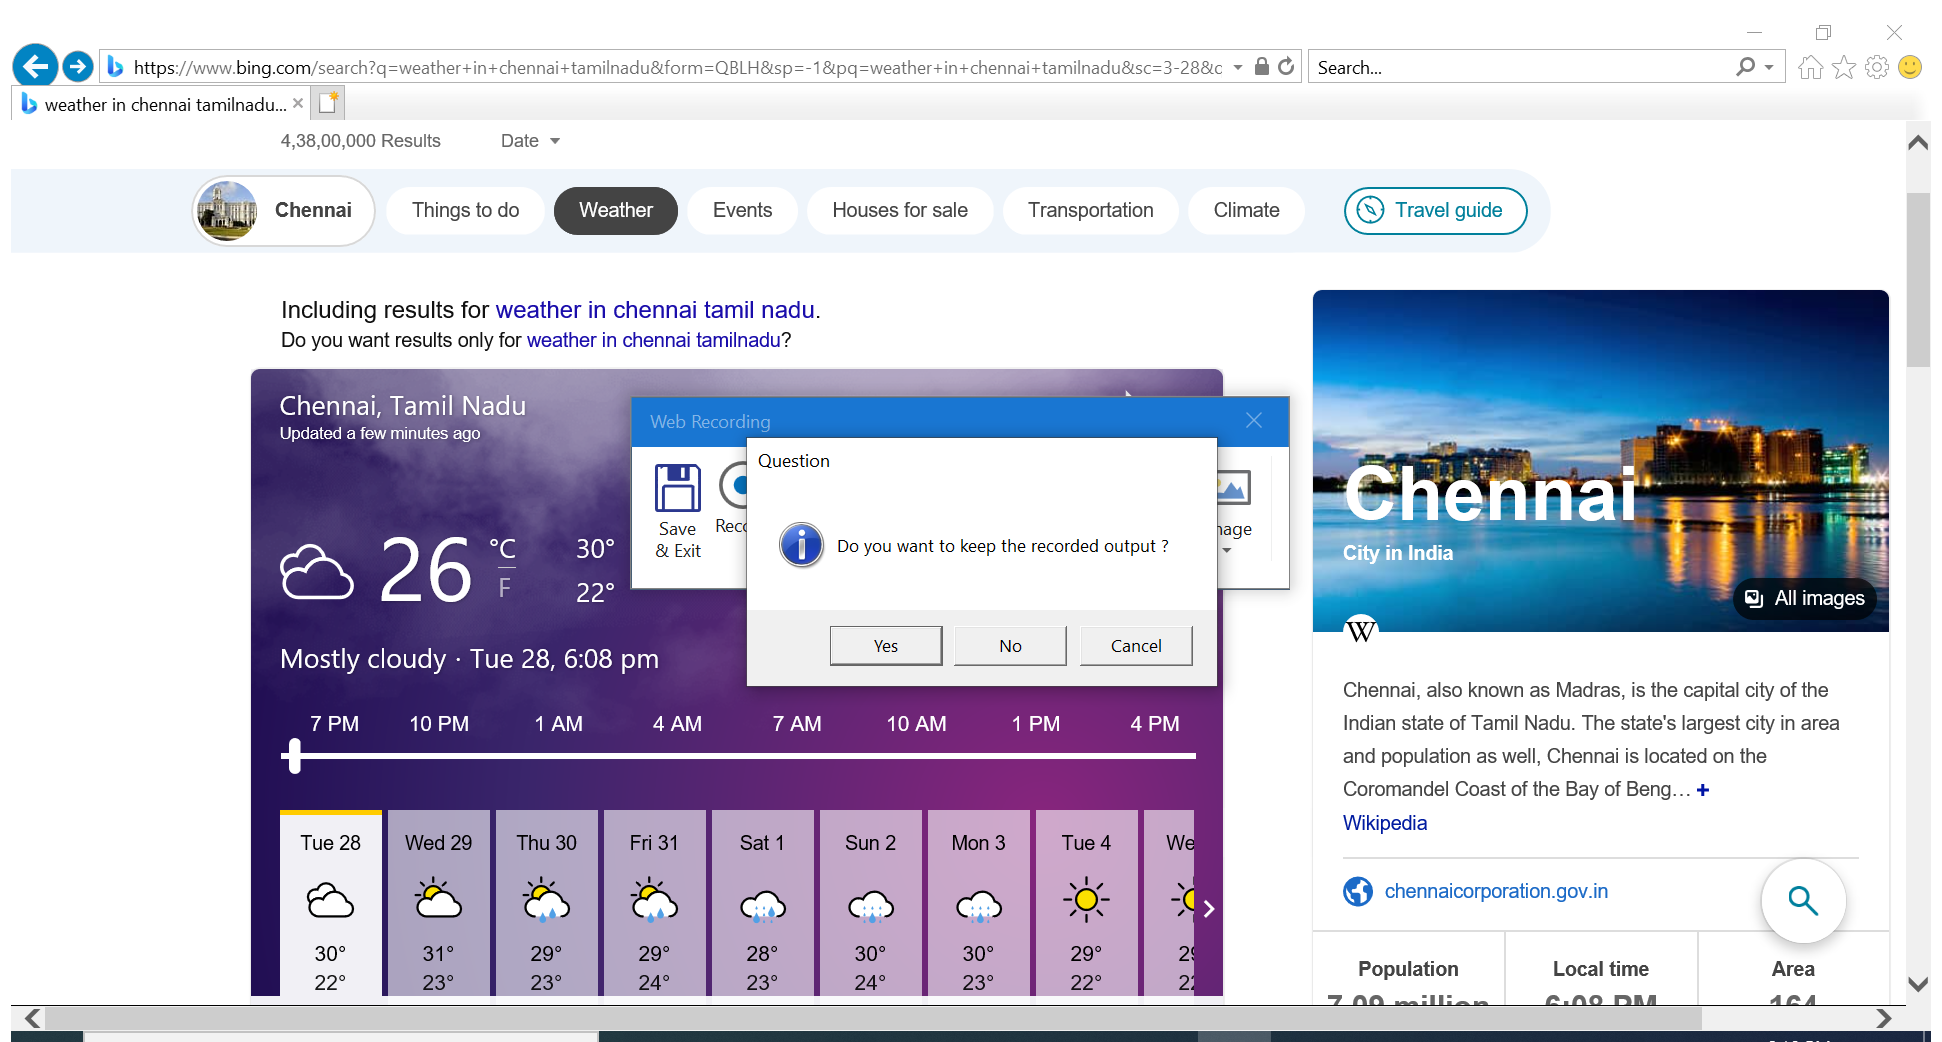 https://www.bing.com/search?q=weather+in+chennai+tamilnadu&form=QBLH&sp=-1&pq=weather+in+chennai+tamilnadu&sc=3-28&
Search...
weather in chennai tamilnadu...
4,38,00,000 Results
Date
Chennai
Things to do
Weather
Events
Houses for sale
Transportation
Climate
Travel guide
Including results for weather in chennai tamil nadu.
Do you want results only for weather in chennai tamilnadu?
Chennai, Tamil Nadu
Updated a few minutes ago
26 °C
F
30°
22°
Mostly cloudy · Tue 28, 6:08 pm
Web Recording
Save
& Exit
Question
Do you want to keep the recorded output ?
Yes
No
Cancel
7 PM 10 PM 1 AM 4 AM 7 AM 10 AM 1 PM 4 PM
Tue 28 Wed 29 Thu 30 Fri 31 Sat 1 Sun 2 Mon 3 Tue 4 We
30° 31° 29° 29° 28° 30° 30° 29°
22° 23° 23° 24° 23° 24° 23° 22°
Chennai
City in India
All images
W
Chennai, also known as Madras, is the capital city of the
Indian state of Tamil Nadu. The state's largest city in area
and population as well, Chennai is located on the
Coromandel Coast of the Bay of Beng… +
Wikipedia
chennaicorporation.gov.in
Population
7.09 million
Local time
6:08 PM
Area
164